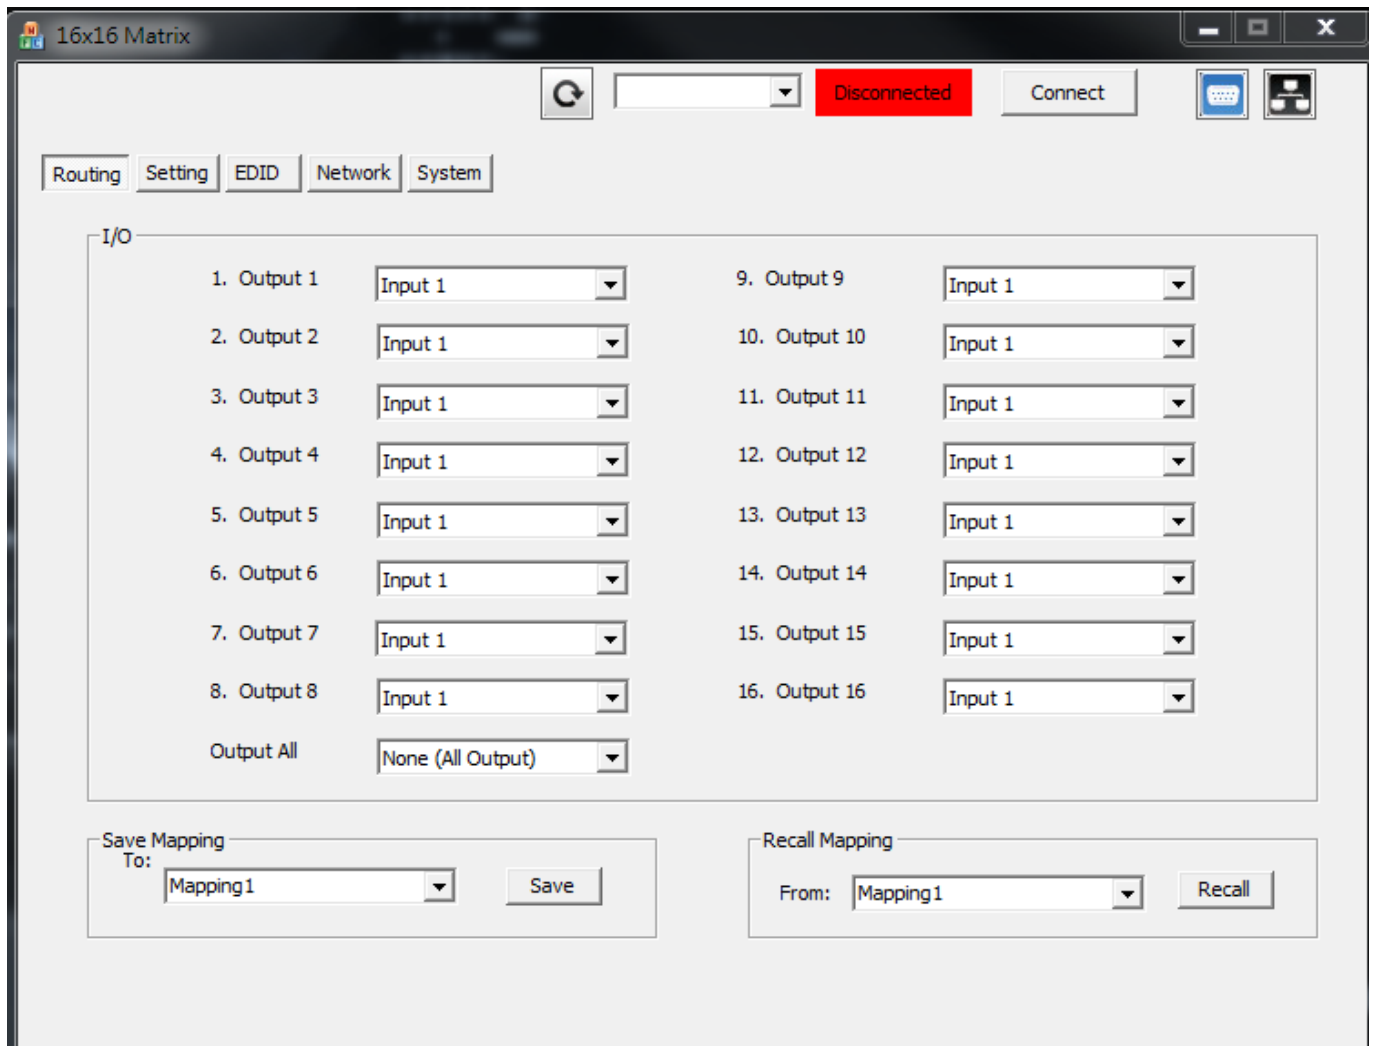 16x16 Matrix
Disconnected Connect
Routing Setting EDID Network System
I/O
1. Output 1 Input 1 9. Output 9 Input 1
2. Output 2 Input 1 10. Output 10 Input 1
3. Output 3 Input 1 11. Output 11 Input 1
4. Output 4 Input 1 12. Output 12 Input 1
5. Output 5 Input 1 13. Output 13 Input 1
6. Output 6 Input 1 14. Output 14 Input 1
7. Output 7 Input 1 15. Output 15 Input 1
8. Output 8 Input 1 16. Output 16 Input 1
Output All None (All Output)
Save Mapping
To: Mapping1 Save
Recall Mapping
From: Mapping1 Recall